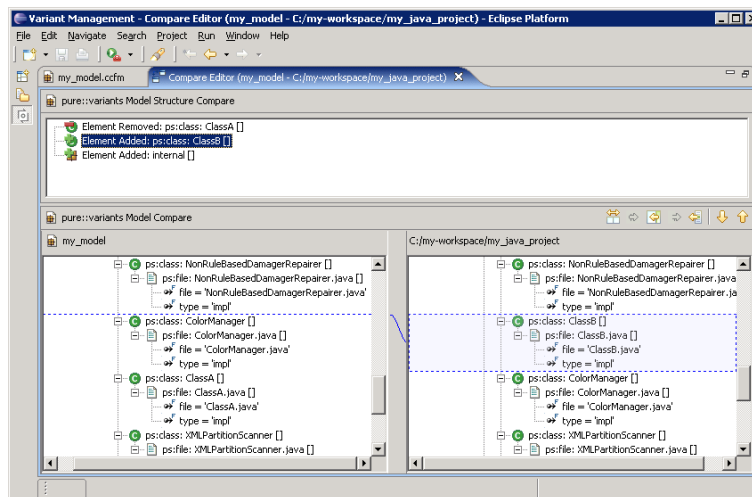 Variant Management - Compare Editor (my_model - C:/my-workspace/my_java_project) - Eclipse Platform
File Edit Navigate Search Project Run Window Help
my_model.ccfm
Compare Editor (my_model - C:/my-workspace/my_java_project)
pure::variants Model Structure Compare
Element Removed: ps:class: ClassA []
Element Added: ps:class: ClassB []
Element Added: internal []
pure::variants Model Compare
my_model
ps:class: NonRuleBasedDamagerRepairer []
ps:file: NonRuleBasedDamagerRepairer.java []
file = 'NonRuleBasedDamagerRepairer.java'
type = 'impl'
ps:class: ColorManager []
ps:file: ColorManager.java []
file = 'ColorManager.java'
type = 'impl'
ps:class: ClassA []
ps:file: ClassA.java []
file = 'ClassA.java'
type = 'impl'
ps:class: XMLPartitionScanner []
ps:file: XMLPartitionScanner.java []
C:/my-workspace/my_java_project
ps:class: NonRuleBasedDamagerRepairer []
ps:file: NonRuleBasedDamagerRepairer.java
file = 'NonRuleBasedDamagerRepairer.ja
type = 'impl'
ps:class: ClassB []
ps:file: ClassB.java []
file = 'ClassB.java'
type = 'impl'
ps:class: ColorManager []
ps:file: ColorManager.java []
file = 'ColorManager.java'
type = 'impl'
ps:class: XMLPartitionScanner []
ps:file: XMLPartitionScanner.java []